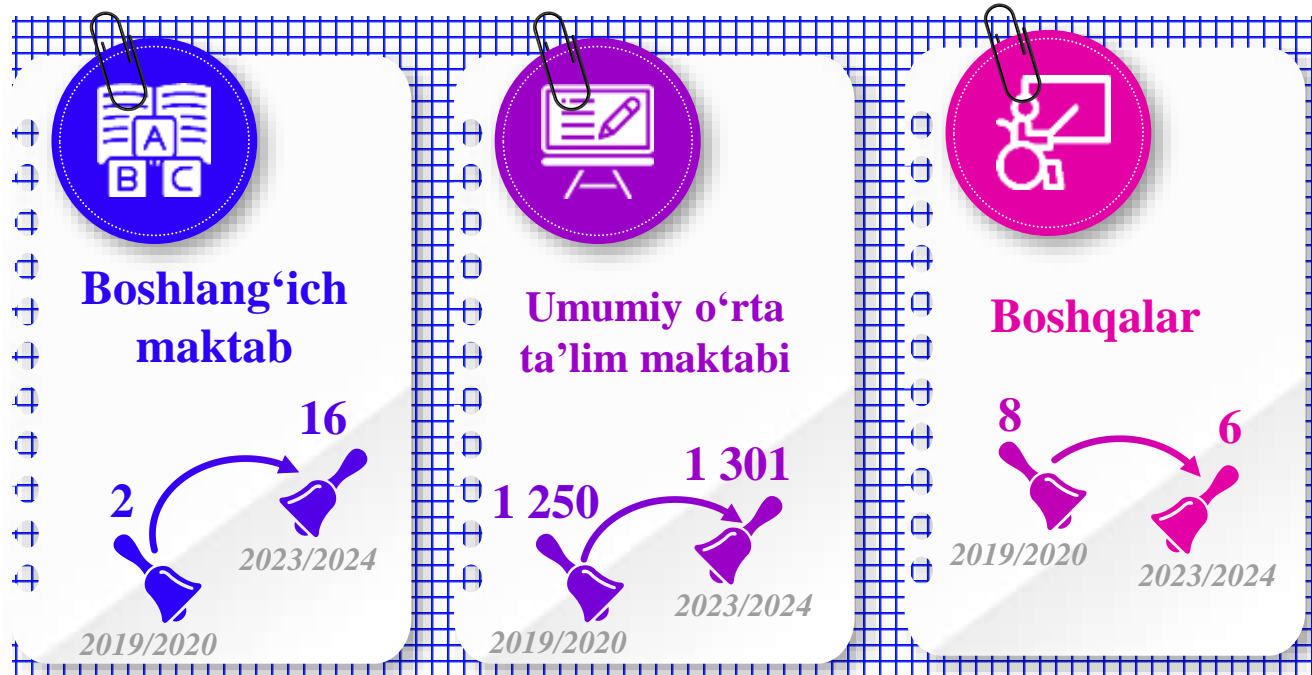 A
B C
Boshlang‘ich
maktab
16
2
2023/2024
2019/2020
Umumiy o‘rta
ta’lim maktabi
1 301
1 250
2023/2024
2019/2020
Boshqalar
8
6
2019/2020
2023/2024